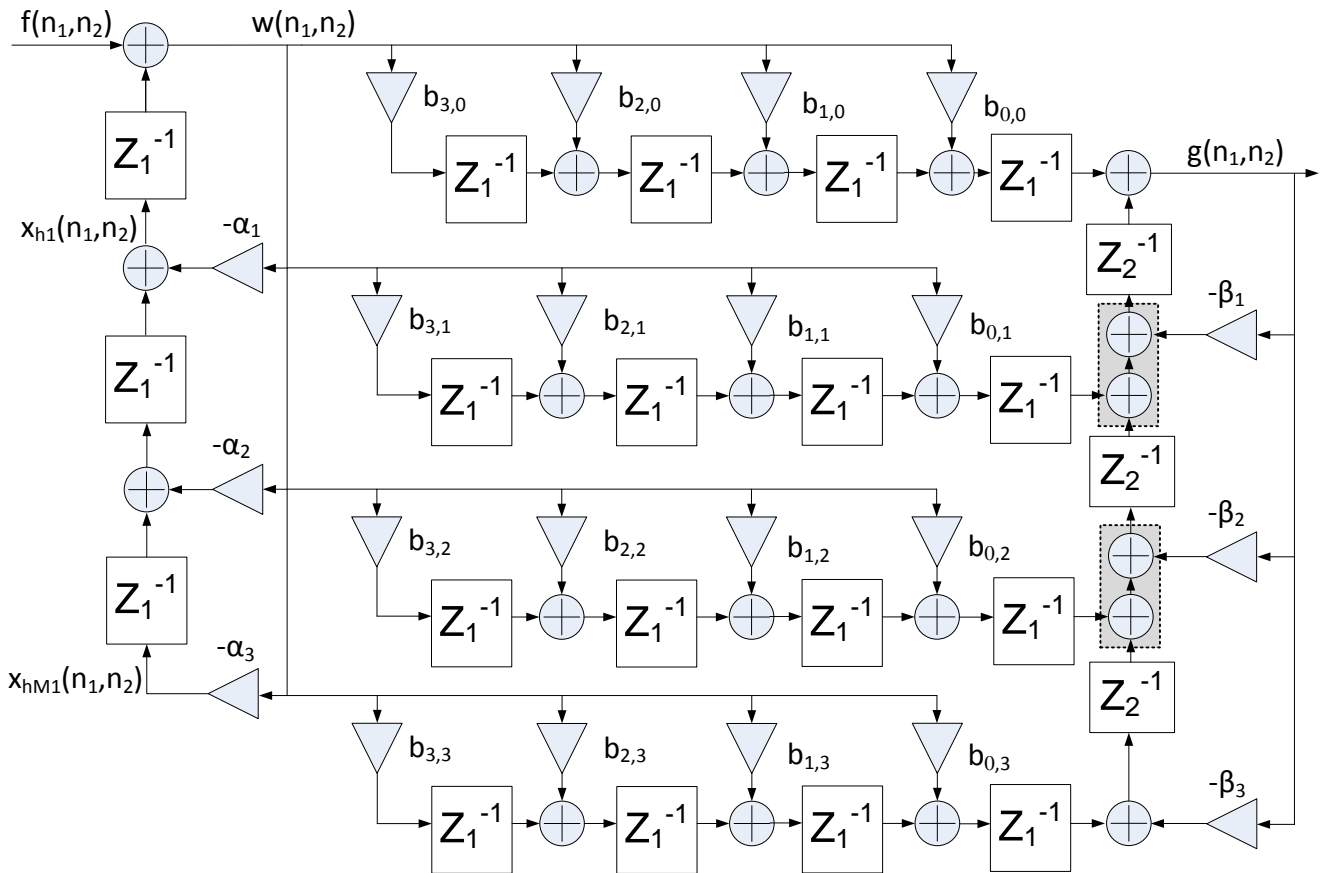 f(n₁,n₂)
w(n₁,n₂)
b₃,₀
b₂,₀
b₁,₀
b₀,₀
Z₁⁻¹
Z₁⁻¹
Z₁⁻¹
Z₁⁻¹
Z₁⁻¹
g(n₁,n₂)
xₕ₁(n₁,n₂)
-α₁
Z₂⁻¹
b₃,₁
b₂,₁
b₁,₁
b₀,₁
-β₁
Z₁⁻¹
Z₁⁻¹
Z₁⁻¹
Z₁⁻¹
Z₁⁻¹
-α₂
Z₂⁻¹
b₃,₂
b₂,₂
b₁,₂
b₀,₂
-β₂
Z₁⁻¹
Z₁⁻¹
Z₁⁻¹
Z₁⁻¹
Z₁⁻¹
-α₃
xₕM₁(n₁,n₂)
Z₂⁻¹
b₃,₃
b₂,₃
b₁,₃
b₀,₃
-β₃
Z₁⁻¹
Z₁⁻¹
Z₁⁻¹
Z₁⁻¹